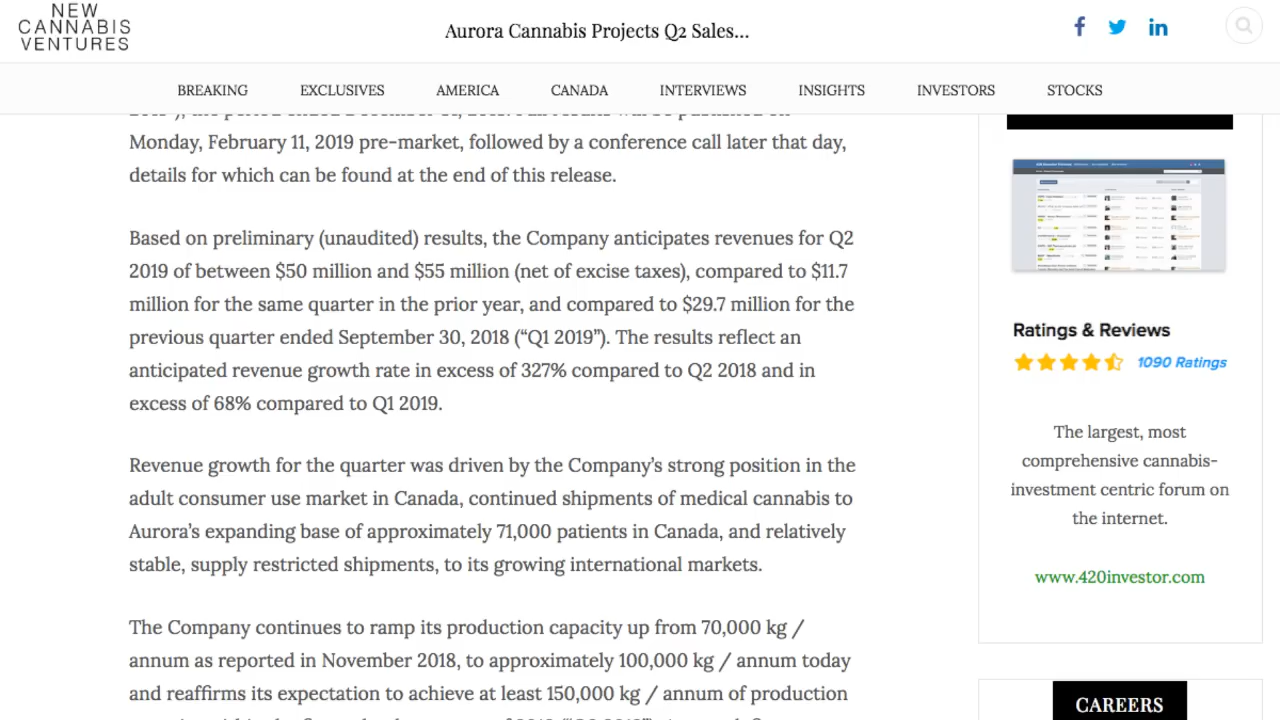 NEW
CANNABIS
VENTURES
Aurora Cannabis Projects Q2 Sales...
BREAKING EXCLUSIVES AMERICA CANADA INTERVIEWS INSIGHTS INVESTORS STOCKS
Monday, February 11, 2019 pre-market, followed by a conference call later that day,
details for which can be found at the end of this release.
Based on preliminary (unaudited) results, the Company anticipates revenues for Q2
2019 of between $50 million and $55 million (net of excise taxes), compared to $11.7
million for the same quarter in the prior year, and compared to $29.7 million for the
previous quarter ended September 30, 2018 (“Q1 2019”). The results reflect an
anticipated revenue growth rate in excess of 327% compared to Q2 2018 and in
excess of 68% compared to Q1 2019.
Revenue growth for the quarter was driven by the Company’s strong position in the
adult consumer use market in Canada, continued shipments of medical cannabis to
Aurora’s expanding base of approximately 71,000 patients in Canada, and relatively
stable, supply restricted shipments, to its growing international markets.
The Company continues to ramp its production capacity up from 70,000 kg /
annum as reported in November 2018, to approximately 100,000 kg / annum today
and reaffirms its expectation to achieve at least 150,000 kg / annum of production
Ratings & Reviews
1090 Ratings
The largest, most
comprehensive cannabis-
investment centric forum on
the internet.
www.420investor.com
CAREERS